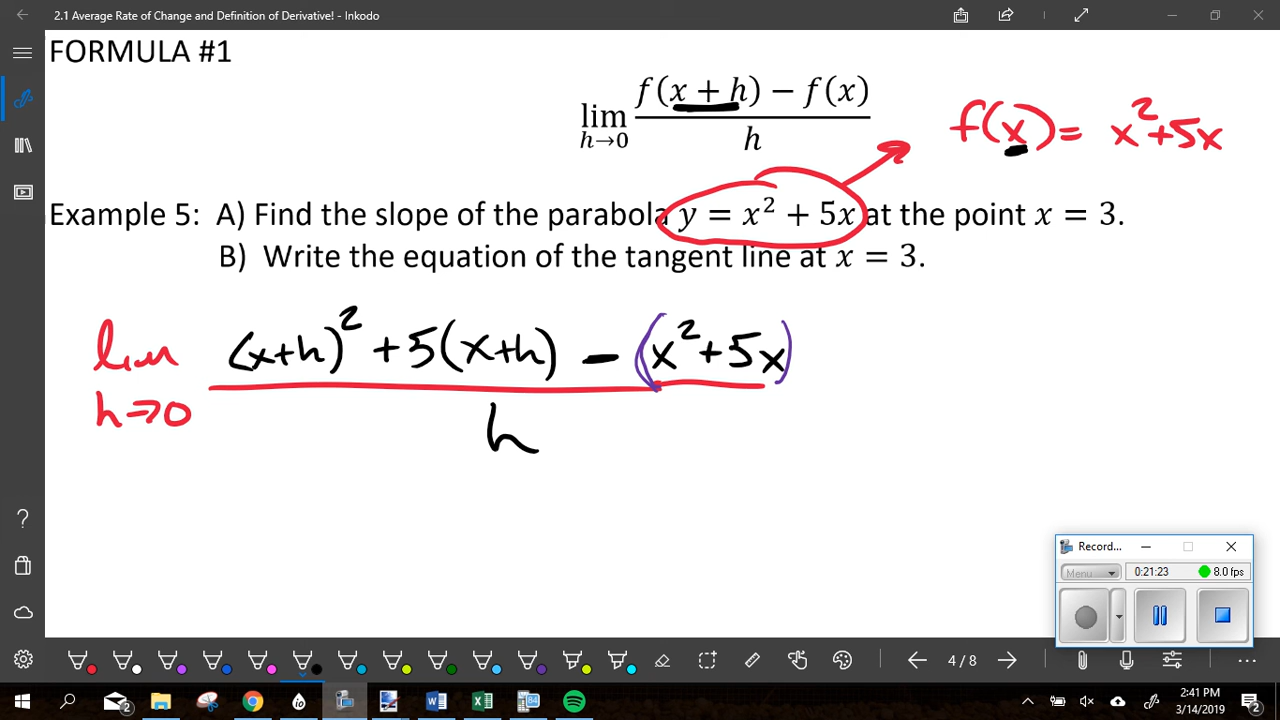 2.1 Average Rate of Change and Definition of Derivative! - Inkodo
FORMULA #1
lim h→0 f(x + h) − f(x) / h
f(x) = x² + 5x
Example 5: A) Find the slope of the parabola y = x² + 5x at the point x = 3.
B) Write the equation of the tangent line at x = 3.
lim h→0 (x+h)² + 5(x+h) − (x² + 5x) / h
Record...
Menu 0:21:23 8.0 fps
4 / 8
2:41 PM
3/14/2019